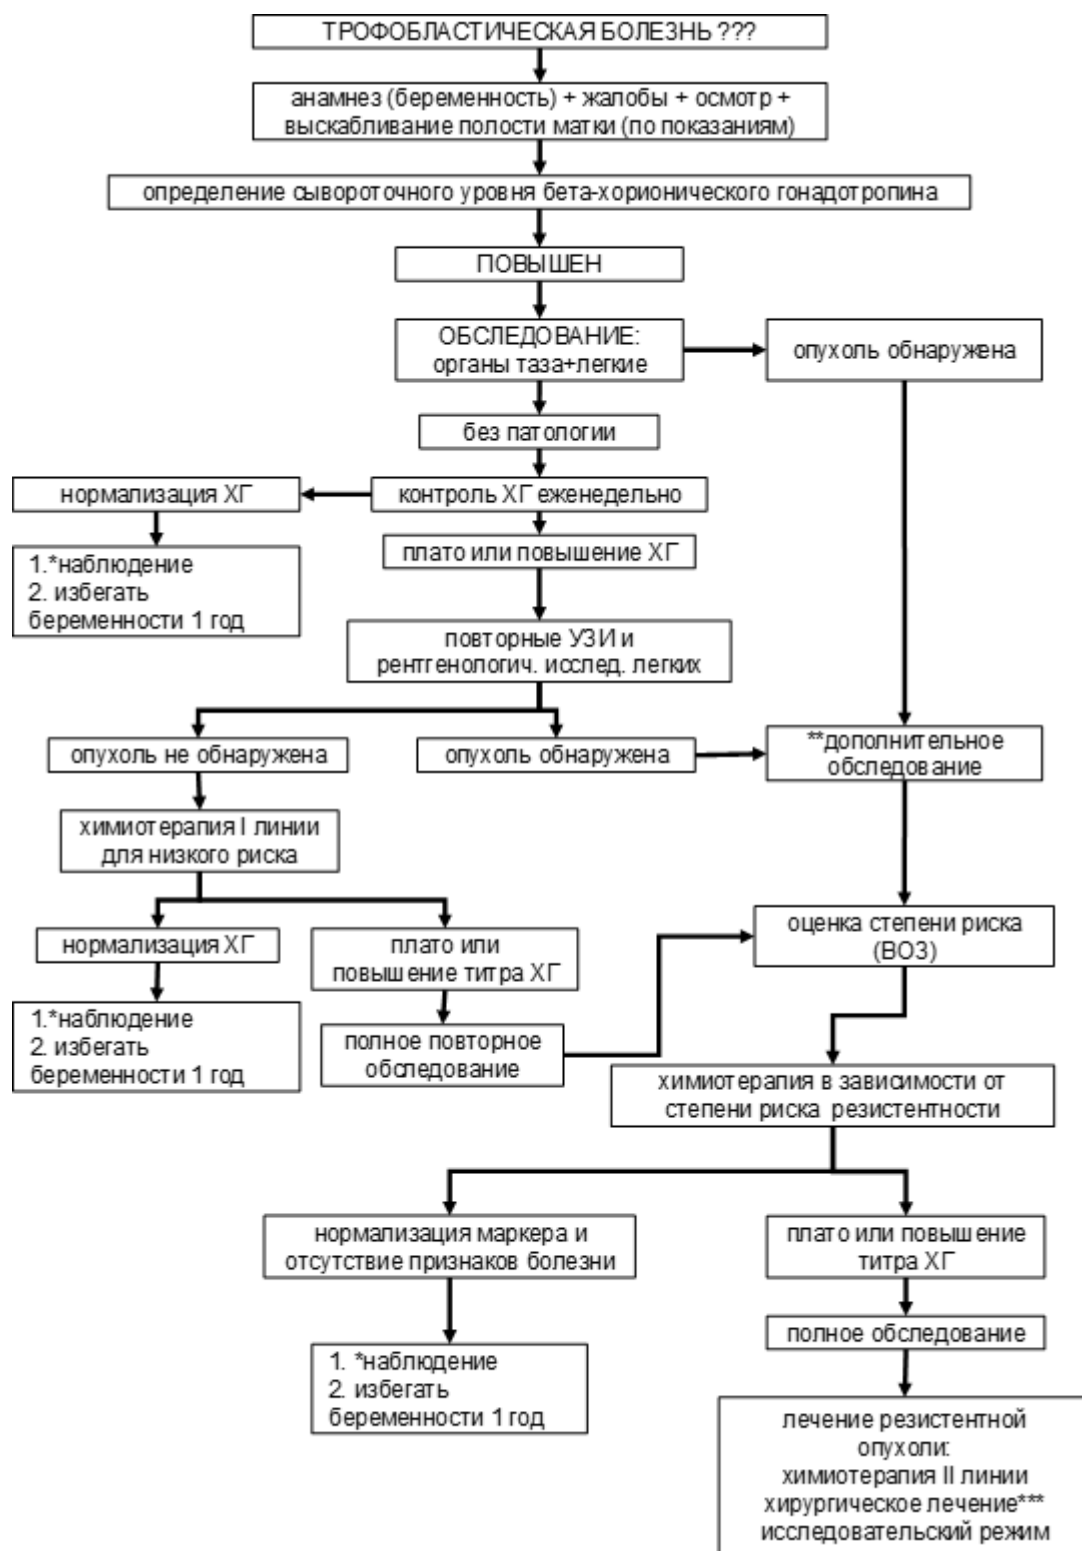 ТРОФОБЛАСТИЧЕСКАЯ БОЛЕЗНЬ ???
анамнез (беременность) + жалобы + осмотр +
выскабливание полости матки (по показаниям)
определение сывороточного уровня бета-хорионического гонадотропина
ПОВЫШЕН
ОБСЛЕДОВАНИЕ:
органы таза+легкие
опухоль обнаружена
без патологии
нормализация ХГ
контроль ХГ еженедельно
1.*наблюдение
2. избегать
беременности 1 год
плато или повышение ХГ
повторные УЗИ и
рентгенологич. исслед. легких
опухоль не обнаружена
опухоль обнаружена
**дополнительное
обследование
химиотерапия I линии
для низкого риска
нормализация ХГ
плато или
повышение титра ХГ
оценка степени риска
(ВОЗ)
1.*наблюдение
2. избегать
беременности 1 год
полное повторное
обследование
химиотерапия в зависимости от
степени риска резистентности
нормализация маркера и
отсутствие признаков болезни
плато или повышение
титра ХГ
полное обследование
1. *наблюдение
2. избегать
беременности 1 год
лечение резистентной
опухоли:
химиотерапия II линии
хирургическое лечение***
исследовательский режим